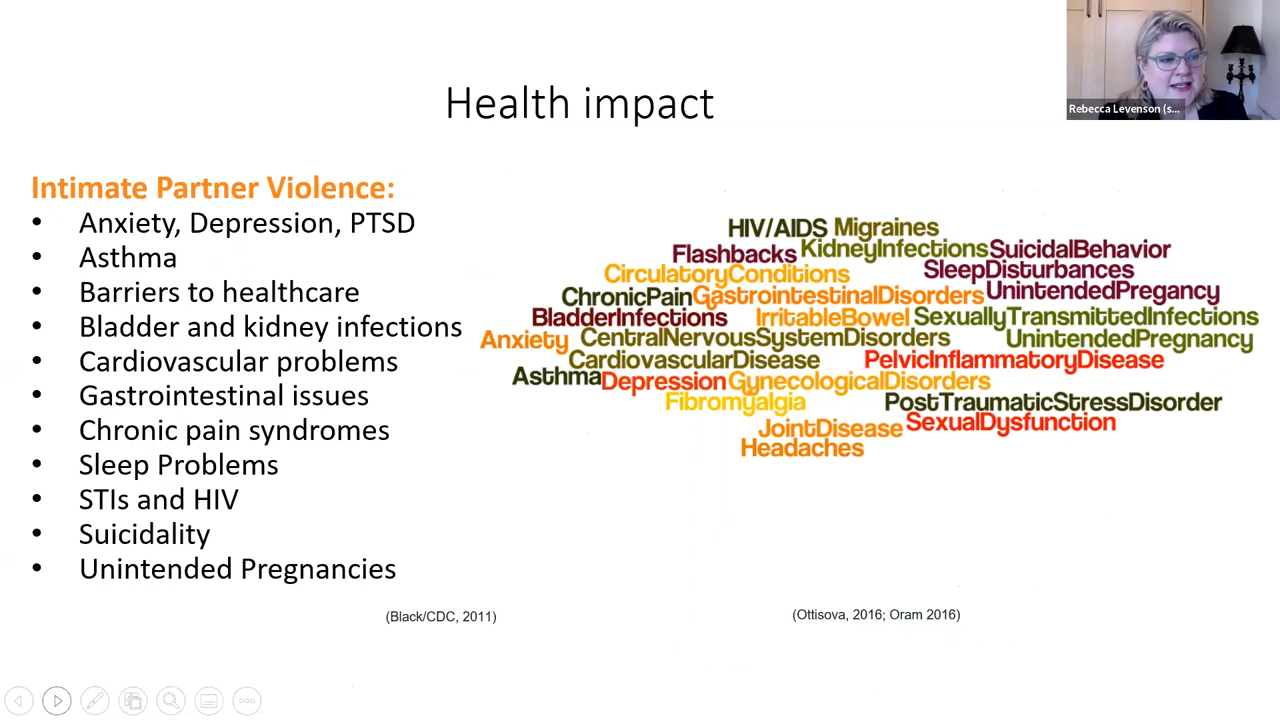 Health impact
Rebecca Levenson (s...
Intimate Partner Violence:
• Anxiety, Depression, PTSD
• Asthma
• Barriers to healthcare
• Bladder and kidney infections
• Cardiovascular problems
• Gastrointestinal issues
• Chronic pain syndromes
• Sleep Problems
• STIs and HIV
• Suicidality
• Unintended Pregnancies
(Black/CDC, 2011)
HIV/AIDS Migraines
Flashbacks KidneyInfections SuicidalBehavior
CirculatoryConditions SleepDisturbances
ChronicPain GastrointestinalDisorders UnintendedPregancy
BladderInfections IrritableBowel SexuallyTransmittedInfections
Anxiety CentralNervousSystemDisorders UnintendedPregnancy
CardiovascularDisease PelvicInflammatoryDisease
Asthma Depression GynecologicalDisorders
Fibromyalgia PostTraumaticStressDisorder
JointDisease SexualDysfunction
Headaches
(Ottisova, 2016; Oram 2016)